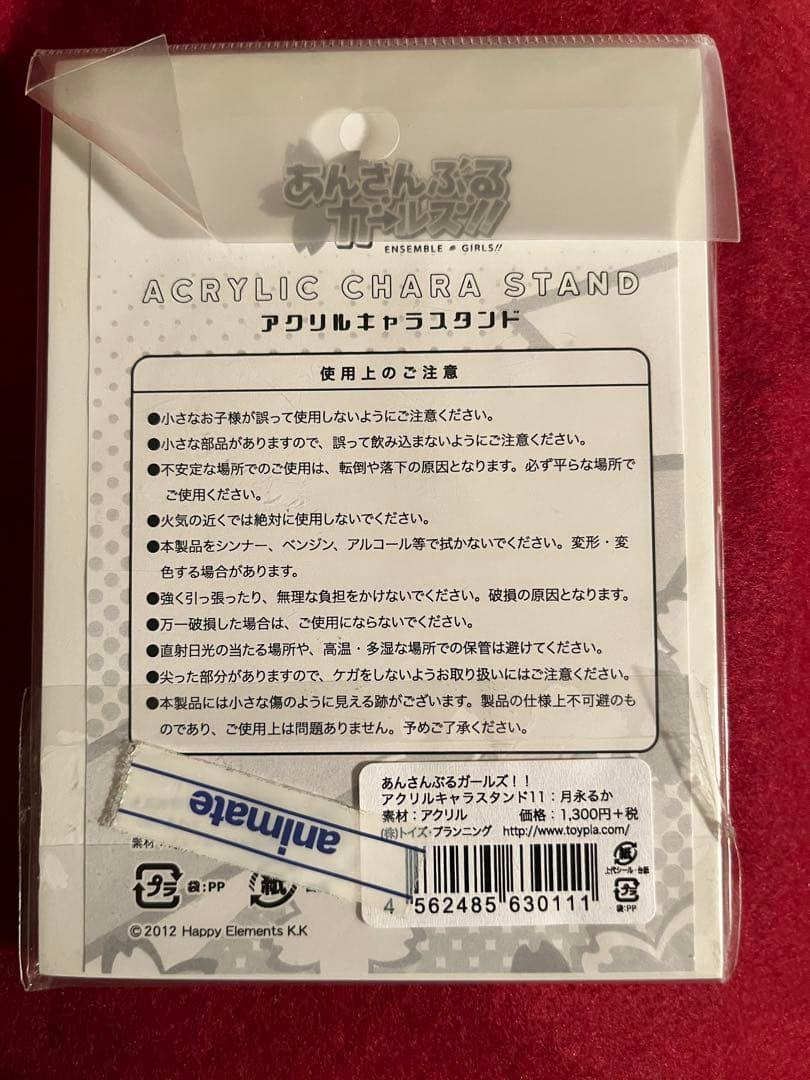 あんさんぶる
ガールズ!!
ENSEMBLE GIRLS!!
ACRYLIC CHARA STAND
アクリルキャラスタンド
使用上のご注意
●小さなお子様が誤って使用しないようにご注意ください。
●小さな部品がありますので、誤って飲み込まないようにご注意ください。
●不安定な場所でのご使用は、転倒や落下の原因となります。必ず平らな場所で
ご使用ください。
●火気の近くでは絶対に使用しないでください。
●本製品をシンナー、ベンジン、アルコール等で拭かないでください。変形・変
色する場合があります。
●強く引っ張ったり、無理な負担をかけないでください。破損の原因となります。
●万一破損した場合は、ご使用にならないでください。
●直射日光の当たる場所や、高温・多湿な場所での保管は避けてください。
●尖った部分がありますので、ケガをしないようお取り扱いにはご注意ください。
●本製品には小さな傷のように見える跡がございます。製品の仕様上不可避のも
のであり、ご使用上は問題ありません。予めご了承ください。
animate
あんさんぶるガールズ!!
アクリルキャラスタンド11:月永るか
素材:アクリル 価格:1,300円+税
(株)トイズ・プランニング http://www.toypla.com/
紙
上代シール・台紙
プラ
袋:PP
4 562485 630111
素材
プラ 袋:PP 紙
©2012 Happy Elements K.K